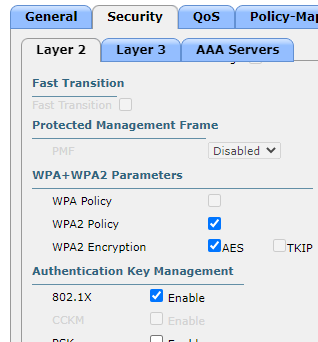 General Security QoS Policy-Map
Layer 2 Layer 3 AAA Servers
Fast Transition
Fast Transition
Protected Management Frame
PMF Disabled
WPA+WPA2 Parameters
WPA Policy
WPA2 Policy
WPA2 Encryption AES TKIP
Authentication Key Management
802.1X Enable
CCKM Enable
PSK Enable